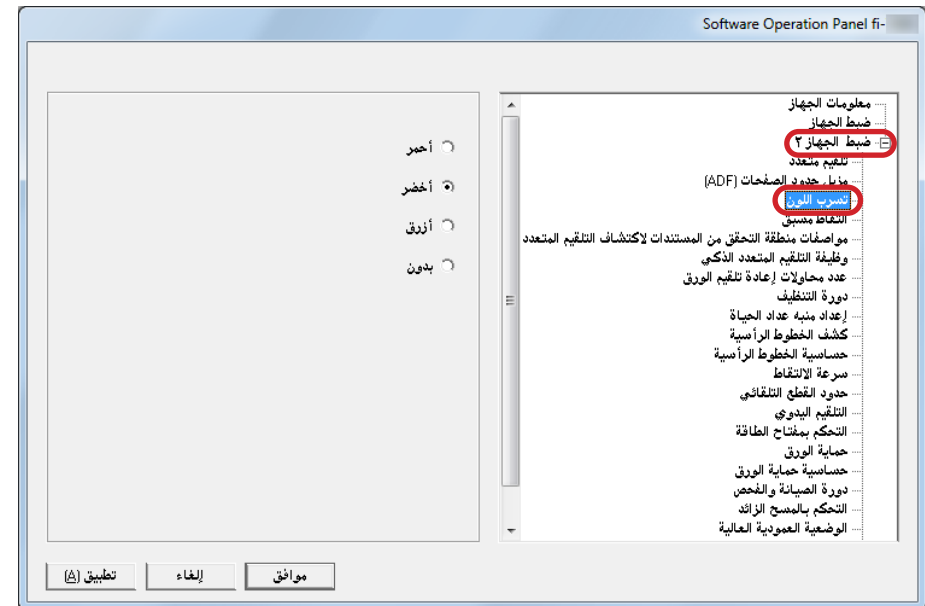 Software Operation Panel fi-
معلومات الجهاز
ضبط الجهاز
ضبط الجهاز ٢
تلقيم متعدد
مزيل حدود الصفحات (ADF)
تسرب اللون
التقاط مسبق
مواصفات منطقة التحقق من المستندات لاكتشاف التلقيم المتعدد
وظيفة التلقيم المتعدد الذكي
عدد محاولات إعادة تلقيم الورق
دورة التنظيف
إعداد منبه عداد الحياة
كشف الخطوط الرأسية
حساسية الخطوط الرأسية
سرعة الالتقاط
حدود القطع التلقائي
التلقيم اليدوي
التحكم بمفتاح الطاقة
حماية الورق
حساسية حماية الورق
دورة الصيانة والفحص
التحكم بالمسح الزائد
الوضعية العمودية العالية
أحمر
أخضر
أزرق
بدون
موافق
إلغاء
تطبيق (A)